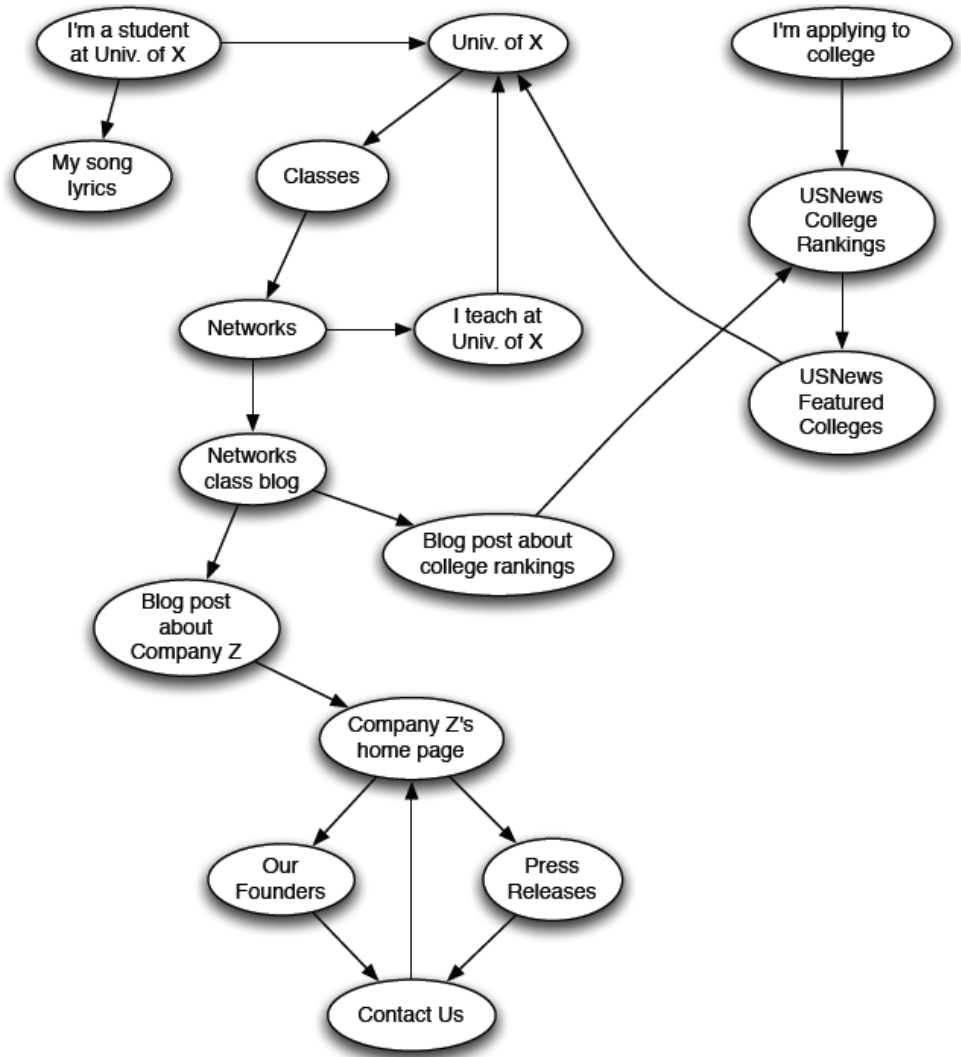 I'm a student
at Univ. of X
Univ. of X
I'm applying to
college
My song
lyrics
Classes
USNews
College
Rankings
Networks
I teach at
Univ. of X
USNews
Featured
Colleges
Networks
class blog
Blog post about
college rankings
Blog post
about
Company Z
Company Z's
home page
Our
Founders
Press
Releases
Contact Us